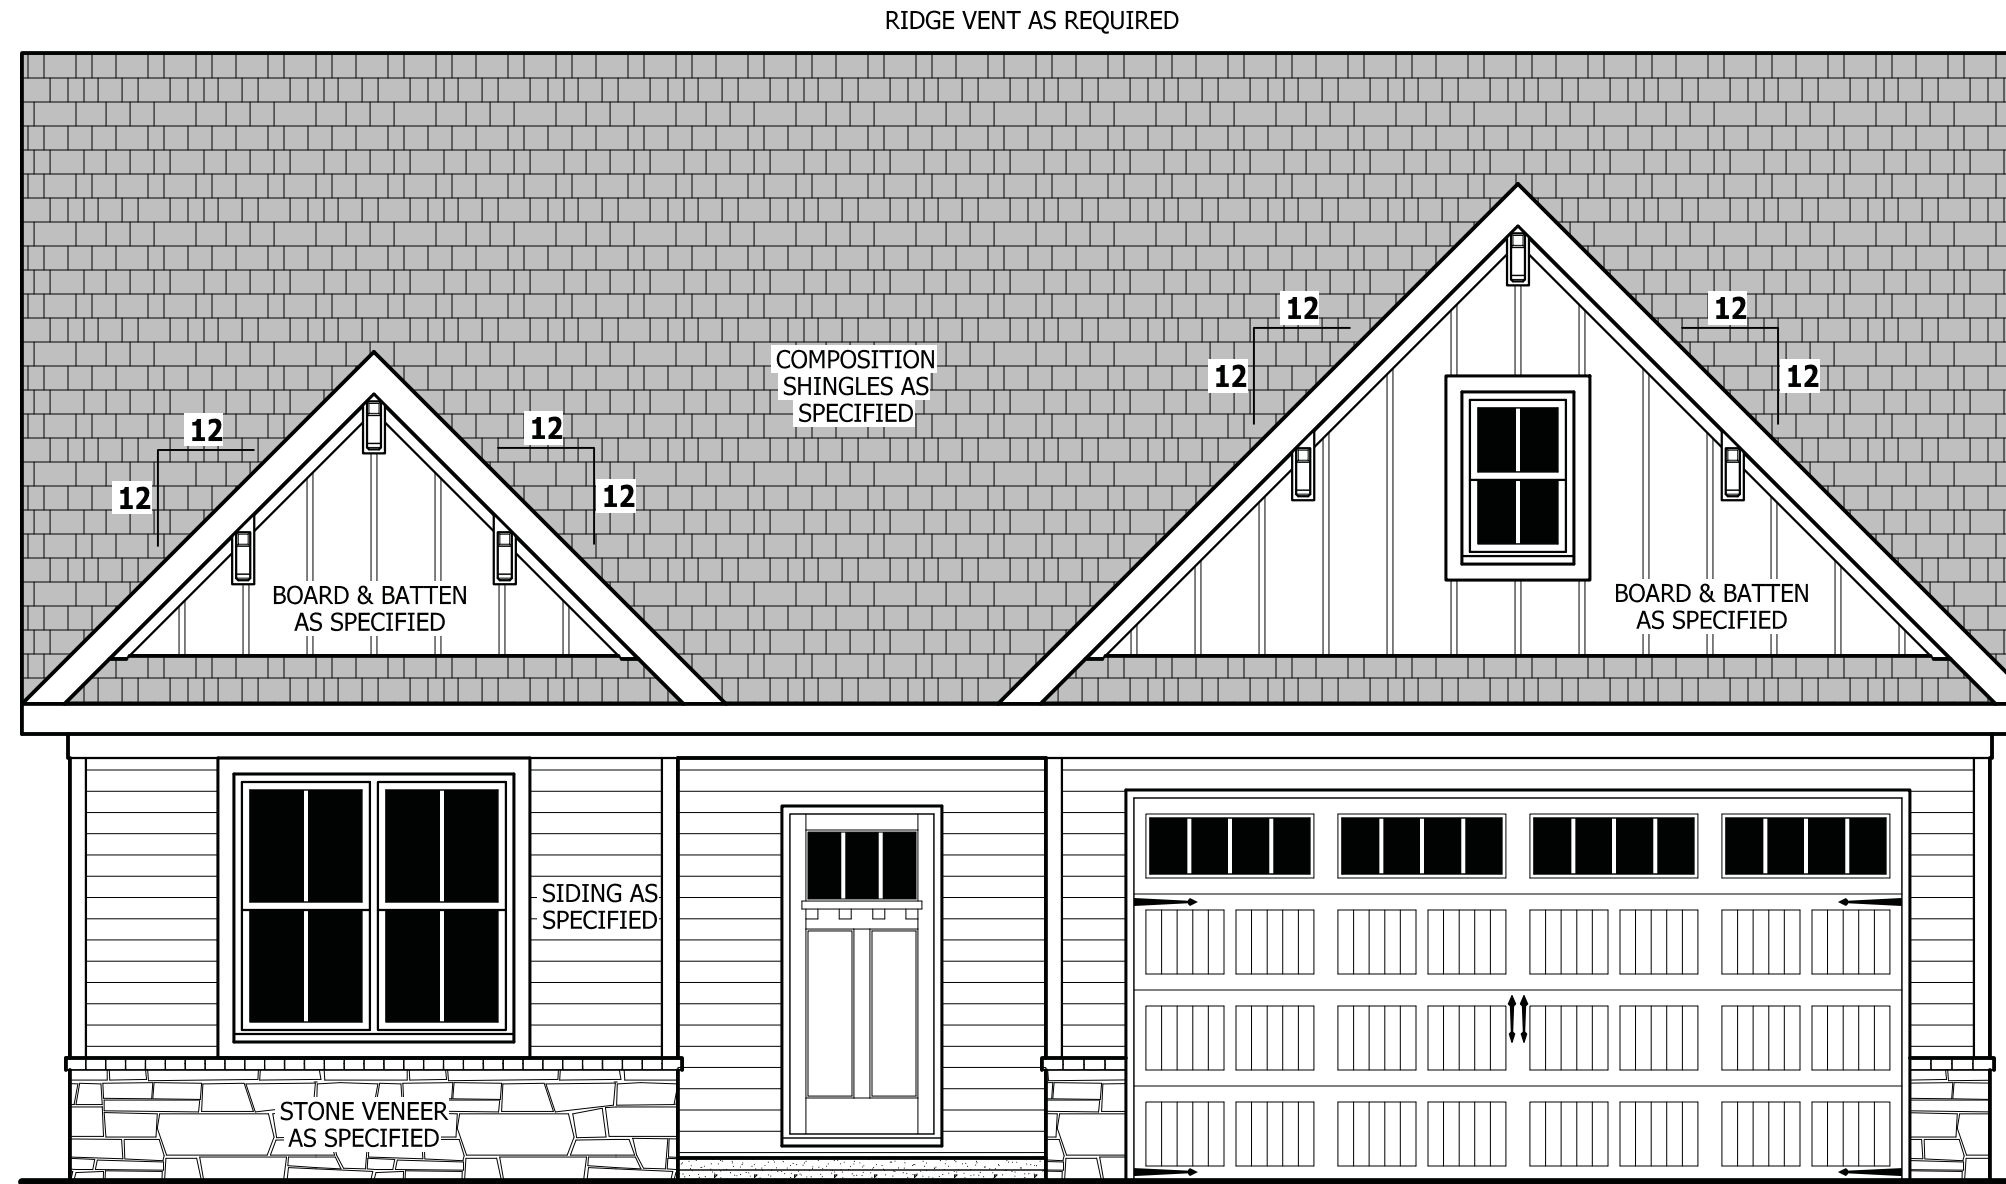 RIDGE VENT AS REQUIRED
12
12
12
12
COMPOSITION
SHINGLES AS
SPECIFIED
12
12
12
12
BOARD & BATTEN
AS SPECIFIED
BOARD & BATTEN
AS SPECIFIED
SIDING AS
SPECIFIED
STONE VENEER
AS SPECIFIED